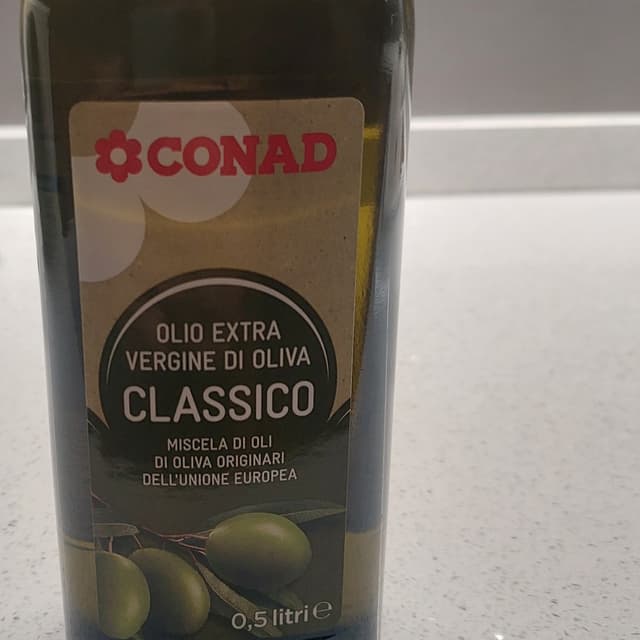 CONAD
OLIO EXTRA
VERGINE DI OLIVA
CLASSICO
MISCELA DI OLI
DI OLIVA ORIGINARI
DELL'UNIONE EUROPEA
0,5 litri ℮